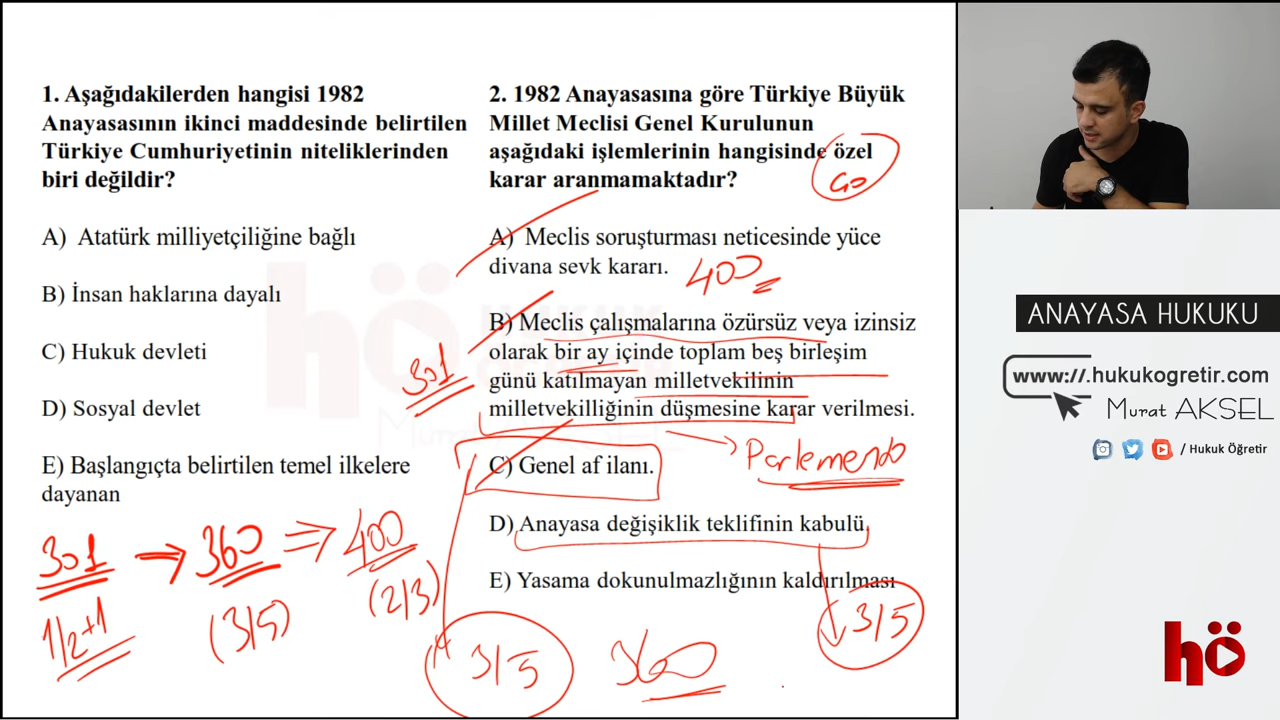 1. Aşağıdakilerden hangisi 1982
Anayasasının ikinci maddesinde belirtilen
Türkiye Cumhuriyetinin niteliklerinden
biri değildir?
A) Atatürk milliyetçiliğine bağlı
B) İnsan haklarına dayalı
C) Hukuk devleti
D) Sosyal devlet
E) Başlangıçta belirtilen temel ilkelere
dayanan
301 → 360 ⇒ 400
1/2+1 (3/5) (2/3)
2. 1982 Anayasasına göre Türkiye Büyük
Millet Meclisi Genel Kurulunun
aşağıdaki işlemlerinin hangisinde özel
karar aranmamaktadır?
A) Meclis soruşturması neticesinde yüce
divana sevk kararı.
400
B) Meclis çalışmalarına özürsüz veya izinsiz
olarak bir ay içinde toplam beş birleşim
günü katılmayan milletvekilinin
milletvekilliğinin düşmesine karar verilmesi.
301
C) Genel af ilanı.
D) Anayasa değişiklik teklifinin kabulü
E) Yasama dokunulmazlığının kaldırılması
3/5
3/5 360
ANAYASA HUKUKU
www://.hukukogretir.com
Murat AKSEL
/ Hukuk Öğretir
hö